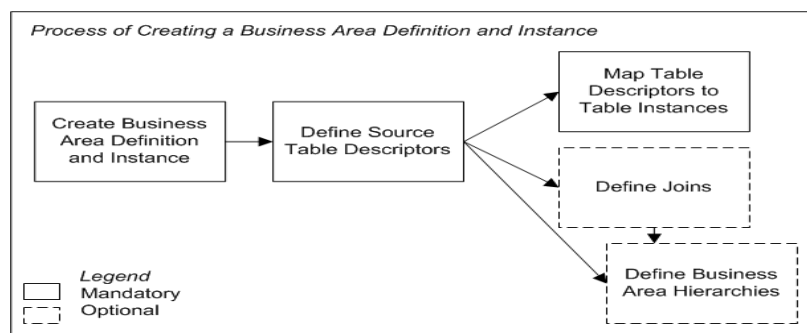 Process of Creating a Business Area Definition and Instance
Create Business
Area Definition
and Instance
Define Source
Table Descriptors
Map Table
Descriptors to
Table Instances
Define Joins
Define Business
Area Hierarchies
Legend
Mandatory
Optional